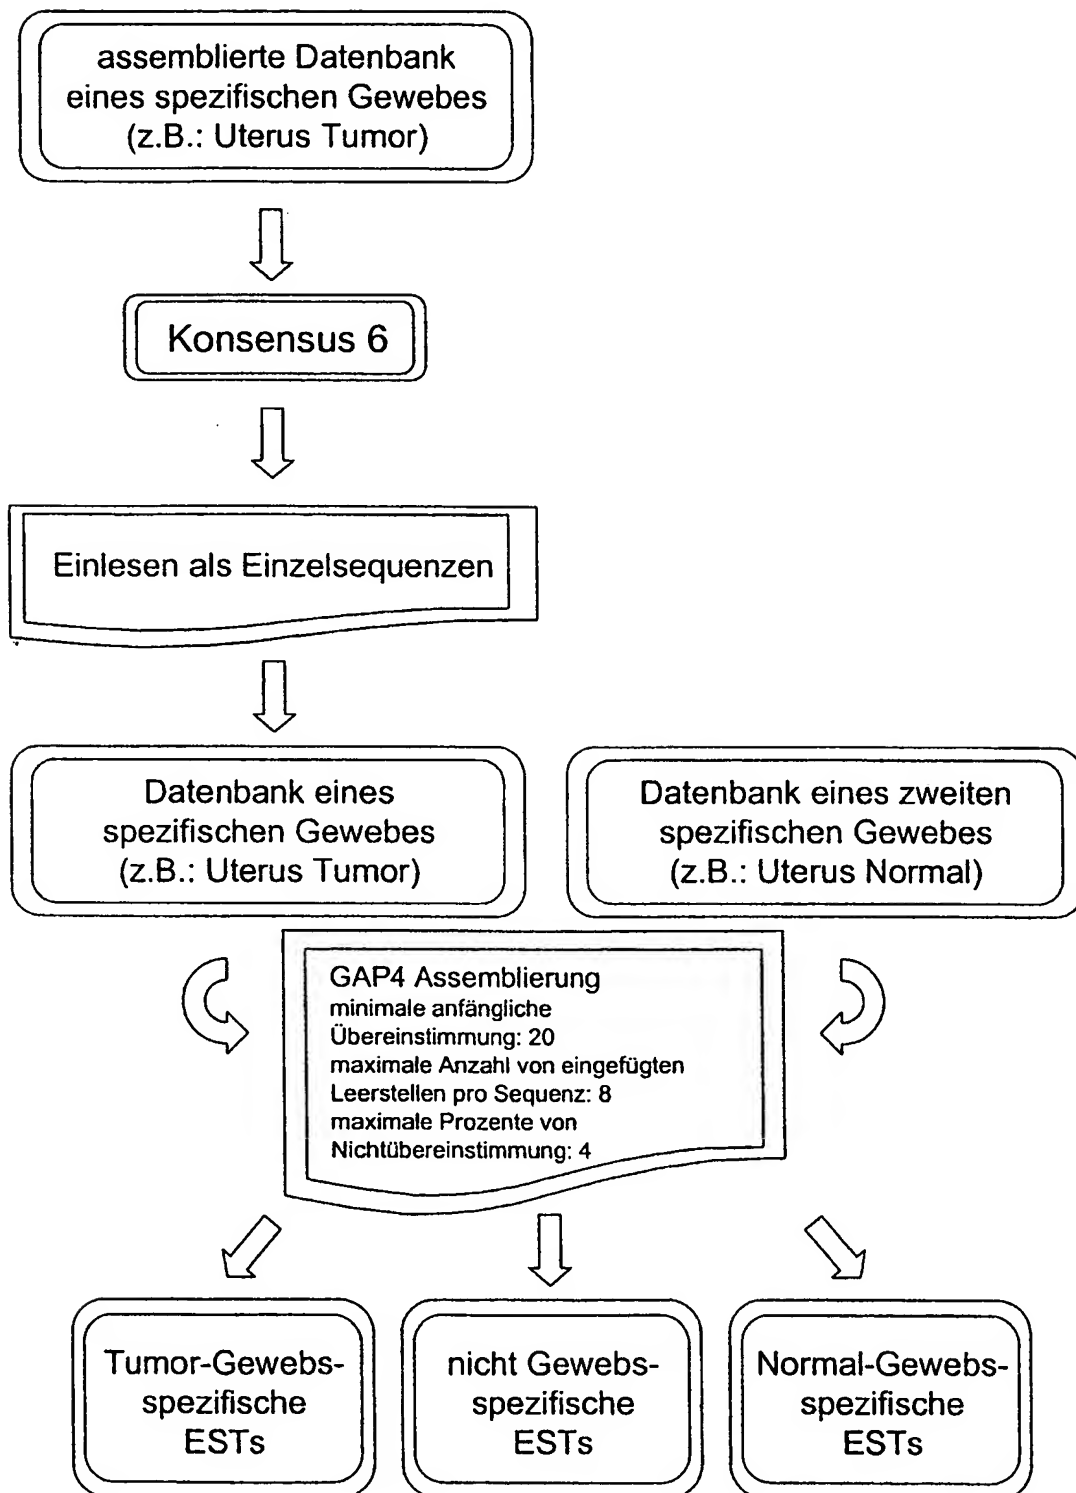 assemblierte Datenbank
eines spezifischen Gewebes
(z.B.: Uterus Tumor)
Konsensus 6
Einlesen als Einzelsequenzen
Datenbank eines
spezifischen Gewebes
(z.B.: Uterus Tumor)
Datenbank eines zweiten
spezifischen Gewebes
(z.B.: Uterus Normal)
GAP4 Assemblierung
minimale anfängliche
Übereinstimmung: 20
maximale Anzahl von eingefügten
Leerstellen pro Sequenz: 8
maximale Prozente von
Nichtübereinstimmung: 4
Tumor-Gewebs-
spezifische
ESTs
nicht Gewebs-
spezifische
ESTs
Normal-Gewebs-
spezifische
ESTs